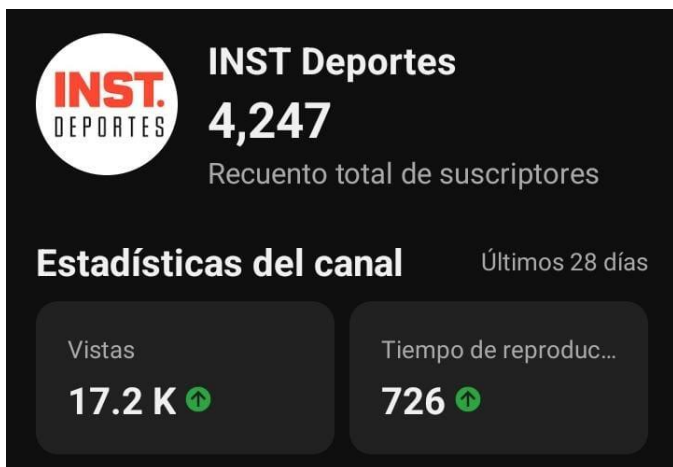 INST.
DEPORTES
INST Deportes
4,247
Recuento total de suscriptores
Estadísticas del canal
Últimos 28 días
Vistas
17.2 K
Tiempo de reproduc...
726